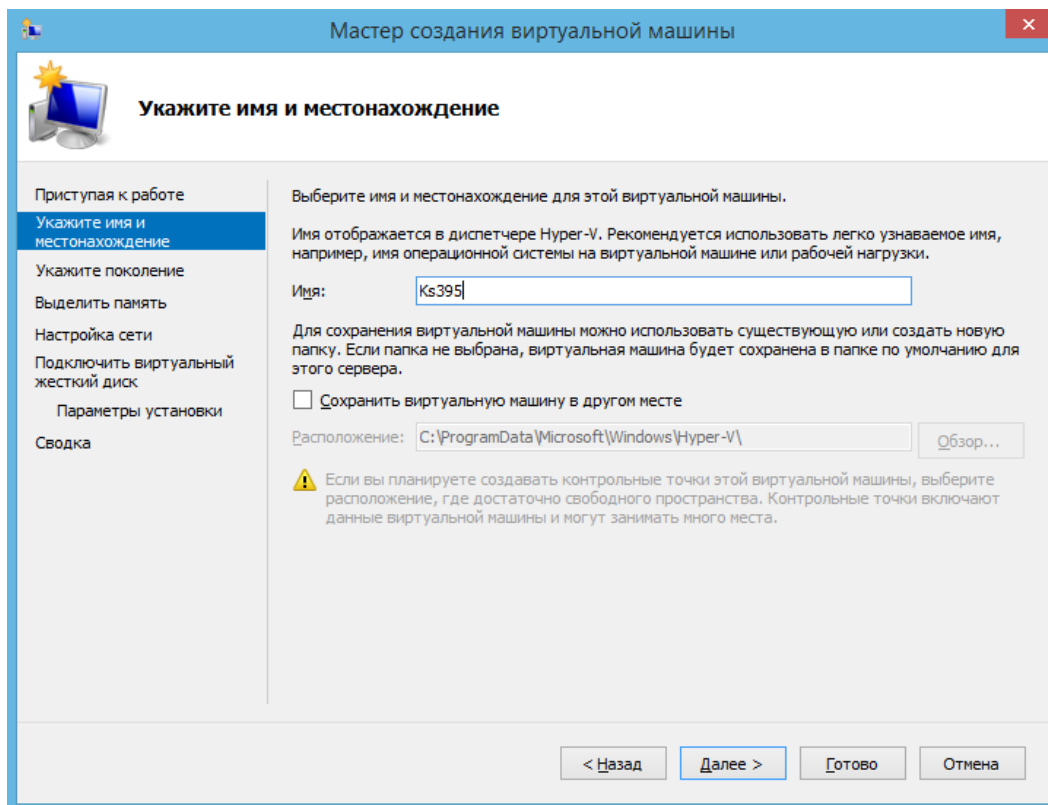 Мастер создания виртуальной машины
Укажите имя и местонахождение
Приступая к работе
Укажите имя и
местонахождение
Укажите поколение
Выделить память
Настройка сети
Подключить виртуальный
жесткий диск
Параметры установки
Сводка
Выберите имя и местонахождение для этой виртуальной машины.
Имя отображается в диспетчере Hyper-V. Рекомендуется использовать легко узнаваемое имя,
например, имя операционной системы на виртуальной машине или рабочей нагрузки.
Имя: Ks395
Для сохранения виртуальной машины можно использовать существующую или создать новую
папку. Если папка не выбрана, виртуальная машина будет сохранена в папке по умолчанию для
этого сервера.
Сохранить виртуальную машину в другом месте
Расположение: C:\ProgramData\Microsoft\Windows\Hyper-V\ Обзор...
Если вы планируете создавать контрольные точки этой виртуальной машины, выберите
расположение, где достаточно свободного пространства. Контрольные точки включают
данные виртуальной машины и могут занимать много места.
< Назад Далее > Готово Отмена